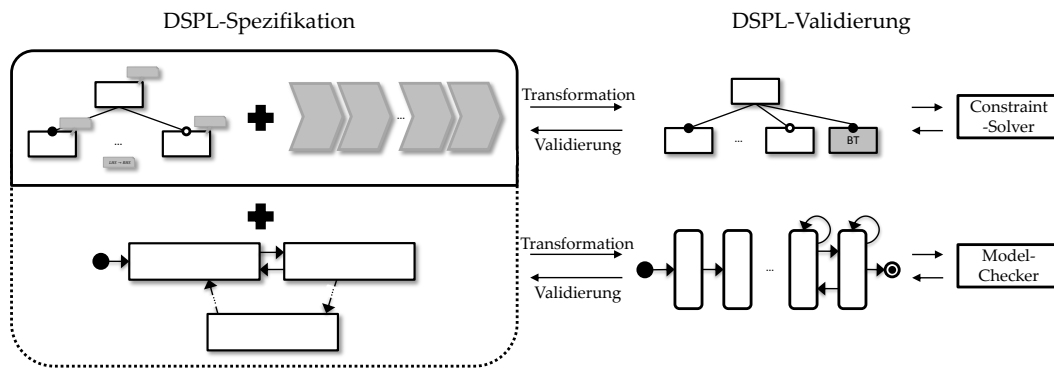 DSPL-Spezifikation
DSPL-Validierung
...
...
Transformation
Validierung
...
BT
Constraint
-Solver
Transformation
Validierung
...
Model-
Checker